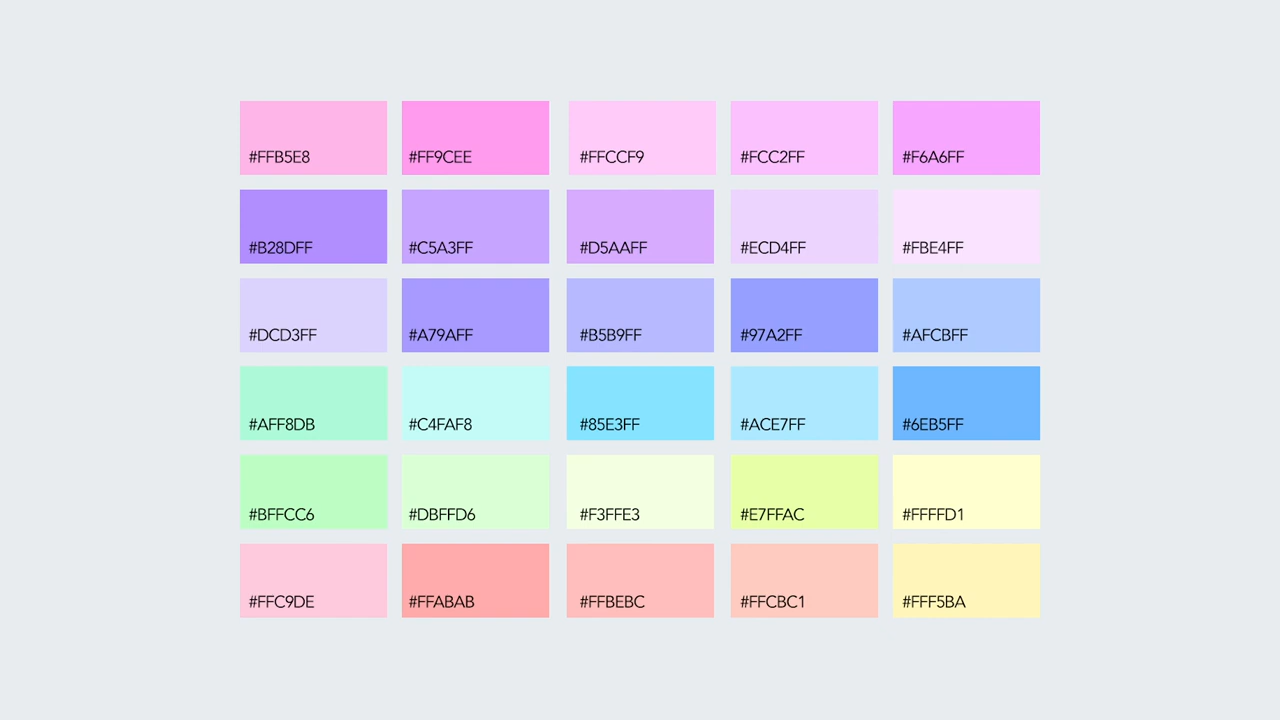 #FFB5E8 #FF9CEE #FFCCF9 #FCC2FF #F6A6FF
#B28DFF #C5A3FF #D5AAFF #ECD4FF #FBE4FF
#DCD3FF #A79AFF #B5B9FF #97A2FF #AFCBFF
#AFF8DB #C4FAF8 #85E3FF #ACE7FF #6EB5FF
#BFFCC6 #DBFFD6 #F3FFE3 #E7FFAC #FFFFD1
#FFC9DE #FFABAB #FFBEBC #FFCBC1 #FFF5BA